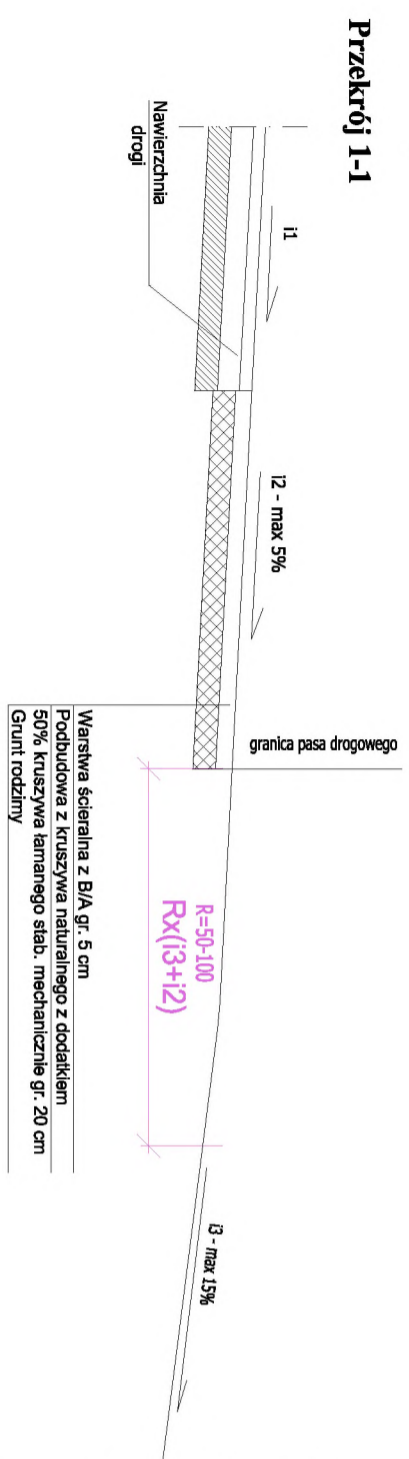 Przekrój 1-1
i1
i2 - max 5%
granica pasa drogowego
i3 - max 15%
Nawierzchnia
drogi
R=50-100
Rx(i3+i2)
Warstwa ścieralna z B/A gr. 5 cm
Podbudowa z kruszywa naturalnego z dodatkiem
50% kruszywa łamanego stab. mechanicznie gr. 20 cm
Grunt rodzimy